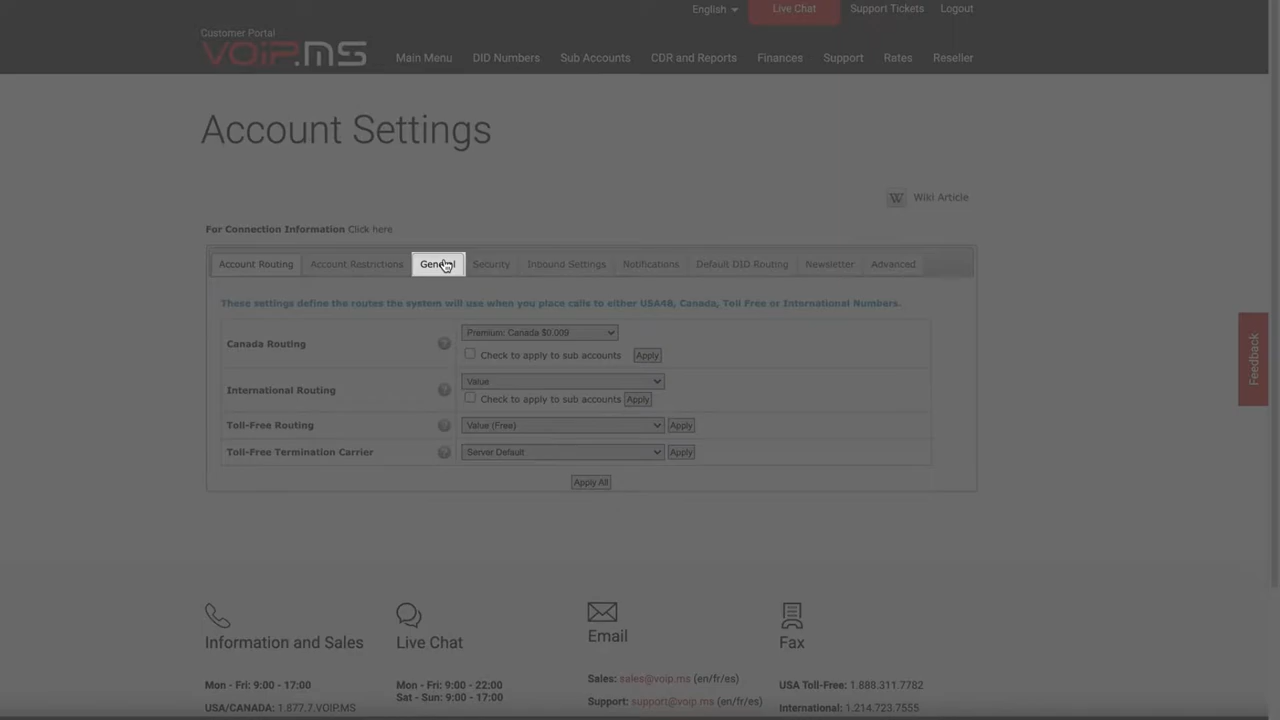 English
Live Chat
Support Tickets
Logout
Customer Portal
VOIP.MS
Main Menu
DID Numbers
Sub Accounts
CDR and Reports
Finances
Support
Rates
Reseller
Account Settings
W Wiki Article
For Connection Information Click here
Account Routing
Account Restrictions
General
Security
Inbound Settings
Notifications
Default DID Routing
Newsletter
Advanced
These settings define the routes the system will use when you place calls to either USA48, Canada, Toll Free or International Numbers.
Canada Routing ? Premium: Canada $0.009
Check to apply to sub accounts Apply
International Routing ? Value
Check to apply to sub accounts Apply
Toll-Free Routing ? Value (Free) Apply
Toll-Free Termination Carrier ? Server Default Apply
Apply All
Feedback
Information and Sales
Mon - Fri: 9:00 - 17:00
USA/CANADA: 1.877.7.VOIP.MS
Live Chat
Mon - Fri: 9:00 - 22:00
Sat - Sun: 9:00 - 17:00
Email
Sales: sales@voip.ms (en/fr/es)
Support: support@voip.ms (en/fr/es)
Fax
USA Toll-Free: 1.888.311.7782
International: 1.214.723.7555